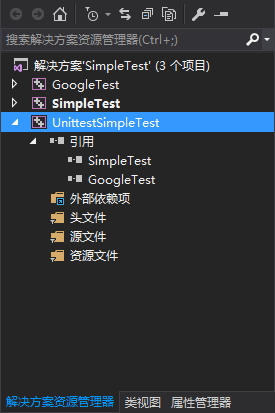 搜索解决方案资源管理器(Ctrl+;)
解决方案'SimpleTest' (3 个项目)
GoogleTest
SimpleTest
UnittestSimpleTest
引用
SimpleTest
GoogleTest
外部依赖项
头文件
源文件
资源文件
解决方案资源管理器 类视图 属性管理器